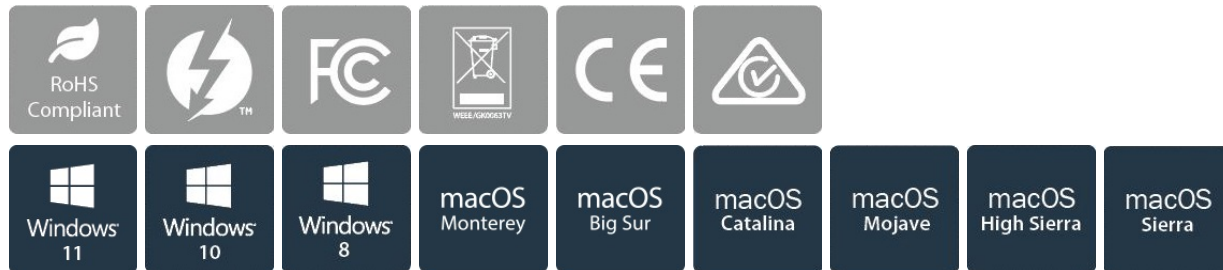 RoHS
Compliant
TM
FC
WEEE/GK0063TV
CE
Windows
11
Windows
10
Windows
8
macOS
Monterey
macOS
Big Sur
macOS
Catalina
macOS
Mojave
macOS
High Sierra
macOS
Sierra